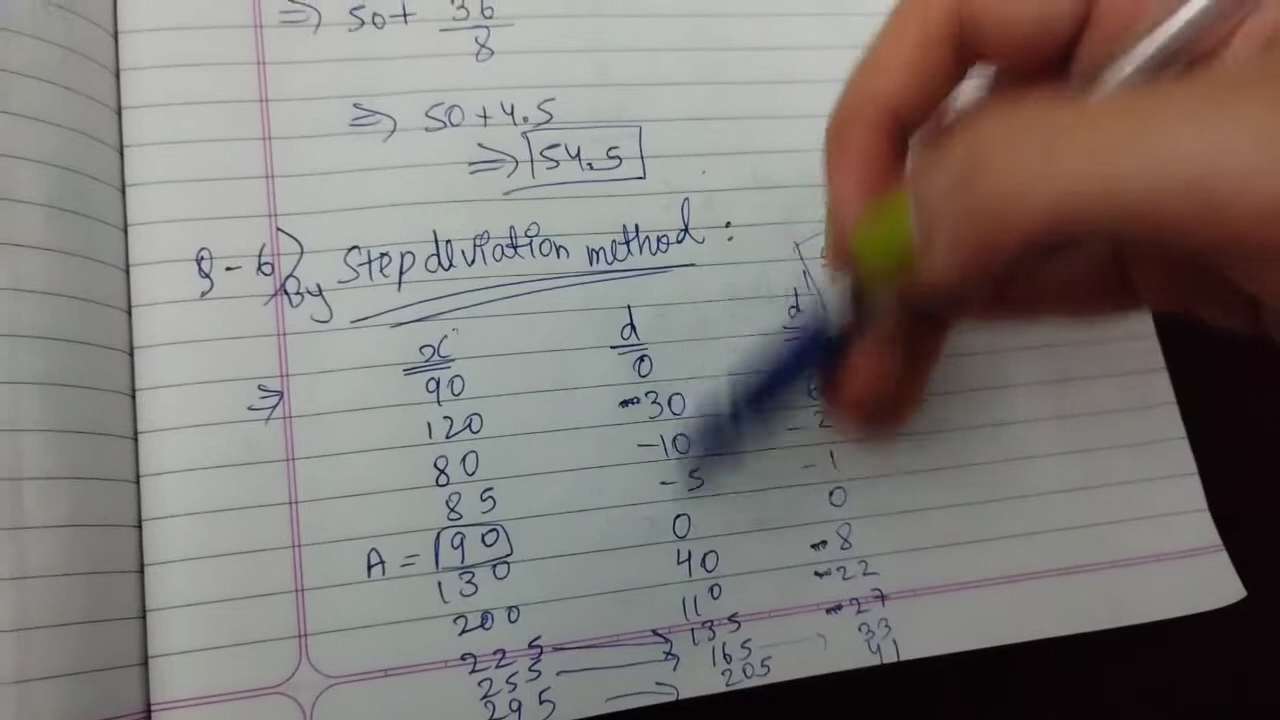 ⇒ 50 + 36/8
⇒ 50 + 4.5
⇒ 54.5
Q-6) By Step deviation method :
x d d'
⇒ 90 0
120 30
80 -10 -2
85 -5 -1
A = 90 0 0
130 40 8
200 110 22
225 → 135 27
255 → 165 33
295 → 205 41